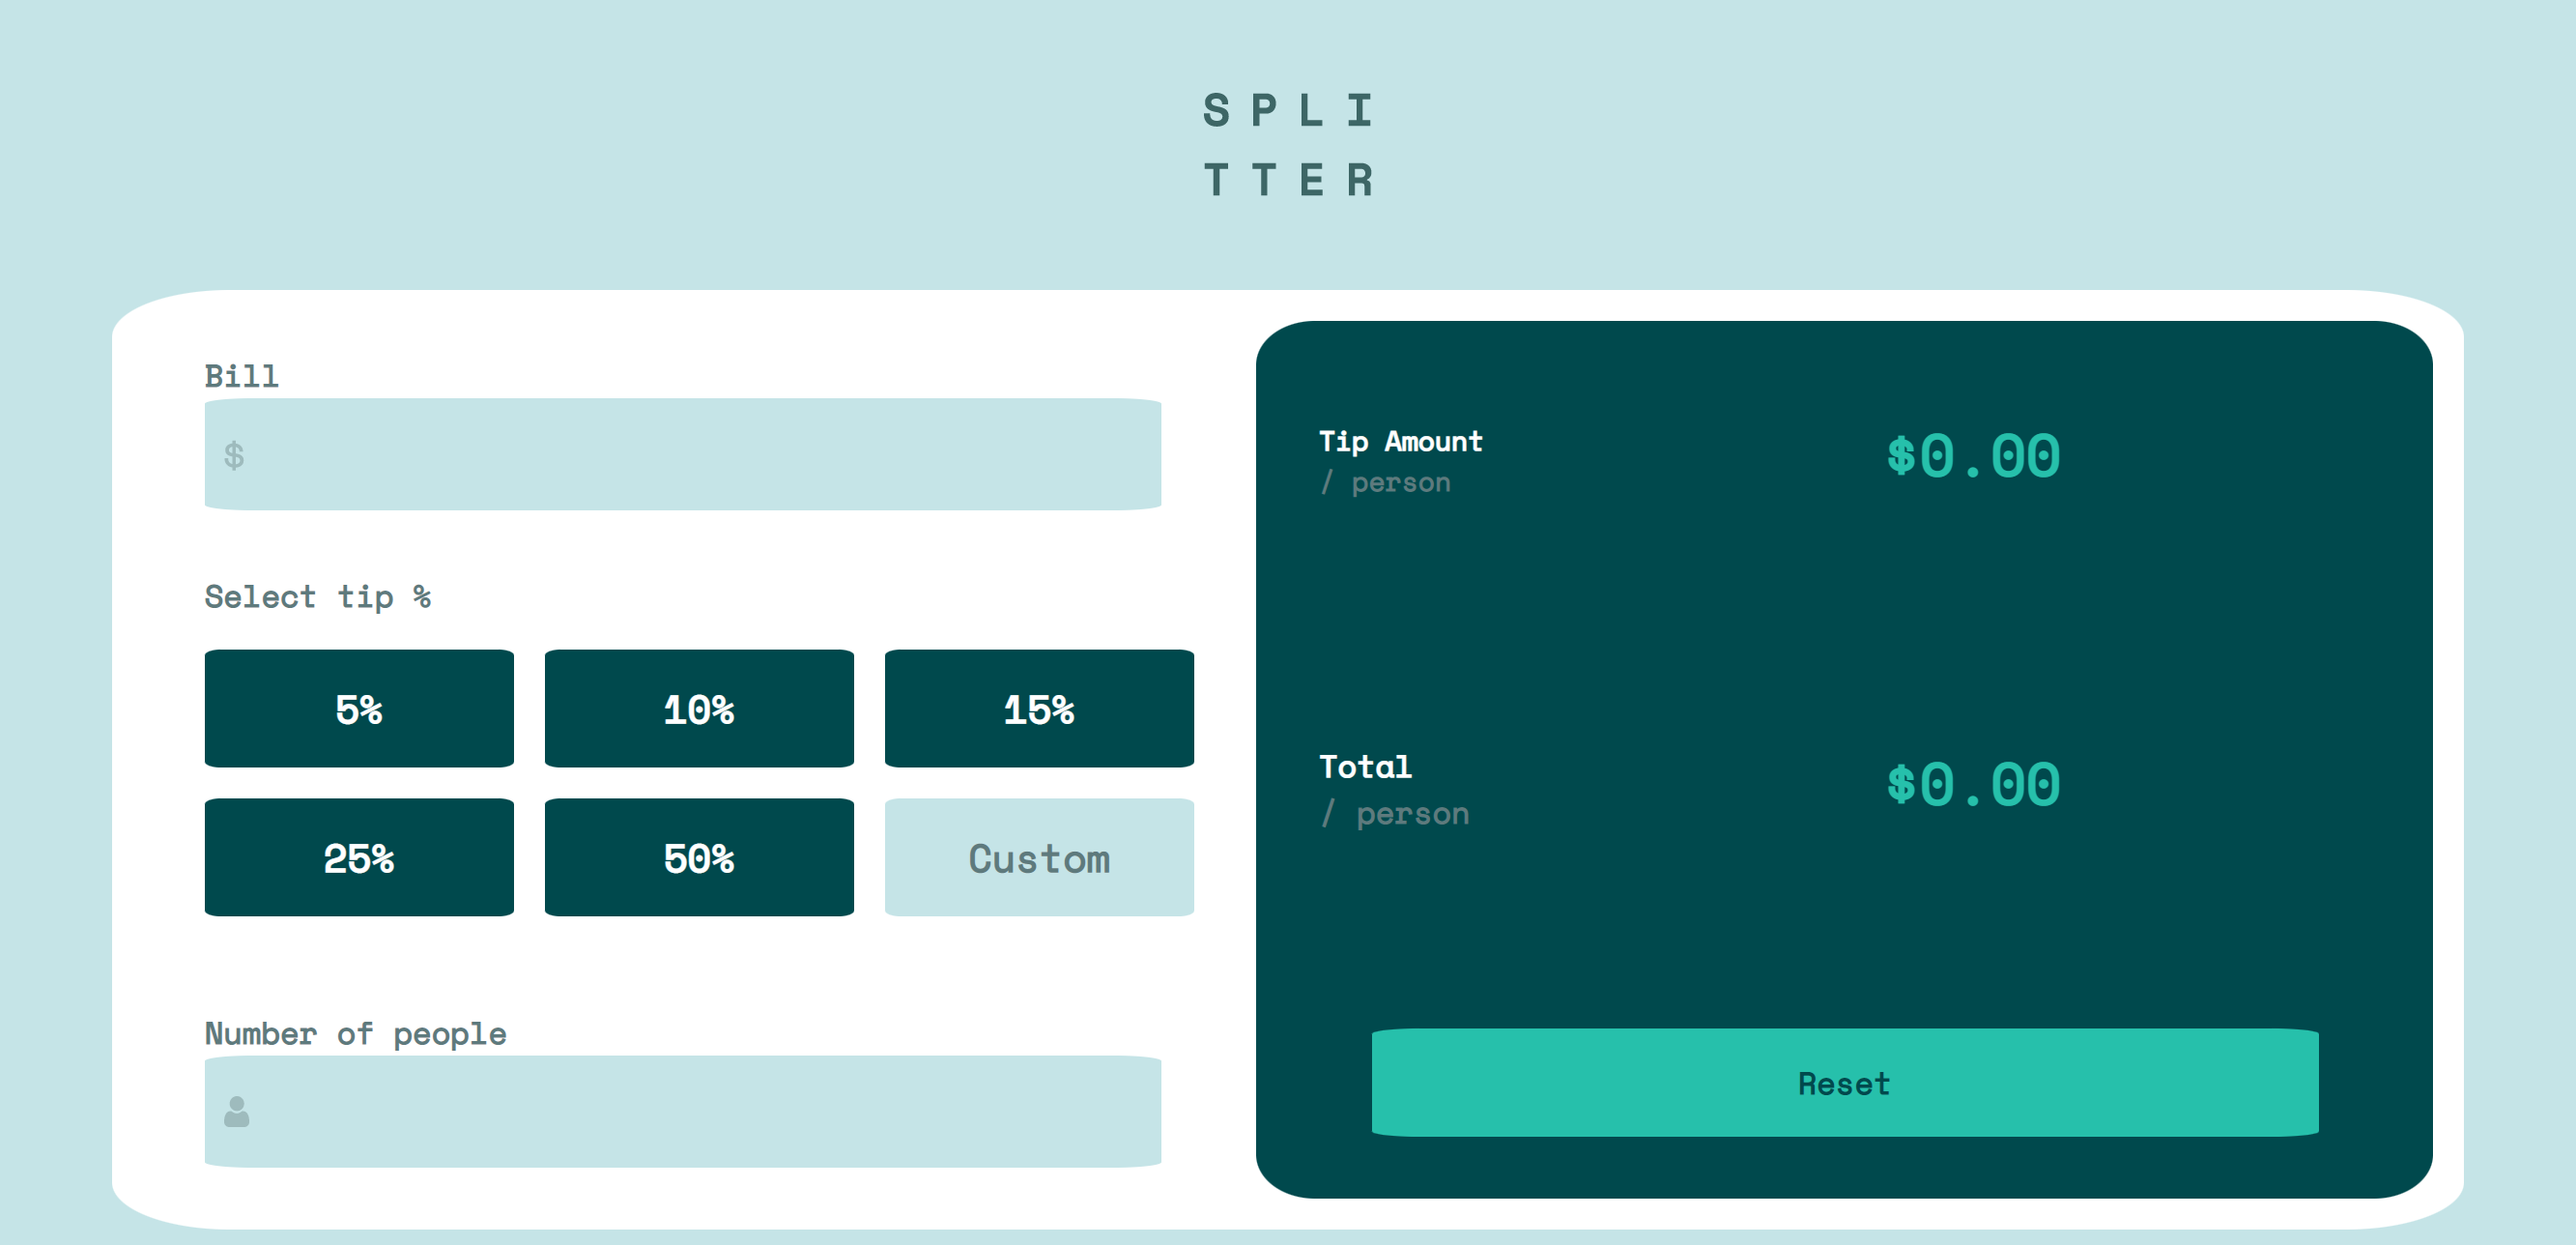 S P L I
T T E R
Bill
$
Select tip %
5% 10% 15%
25% 50% Custom
Number of people
Tip Amount
/ person
$0.00
Total
/ person
$0.00
Reset